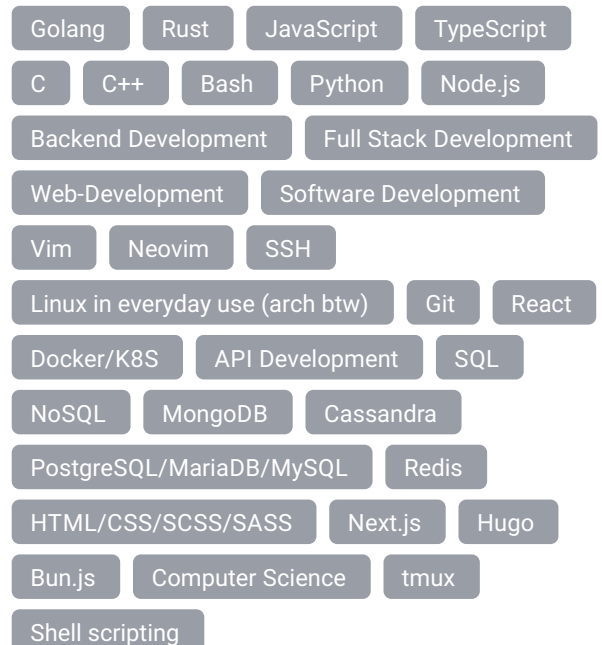 Golang Rust JavaScript TypeScript
C C++ Bash Python Node.js
Backend Development Full Stack Development
Web-Development Software Development
Vim Neovim SSH
Linux in everyday use (arch btw) Git React
Docker/K8S API Development SQL
NoSQL MongoDB Cassandra
PostgreSQL/MariaDB/MySQL Redis
HTML/CSS/SCSS/SASS Next.js Hugo
Bun.js Computer Science tmux
Shell scripting